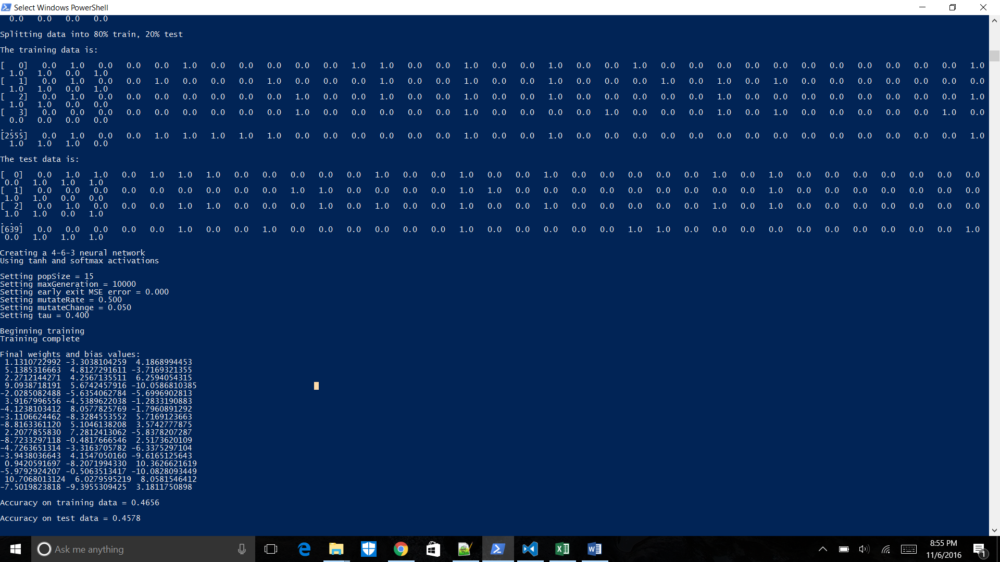 Select Windows PowerShell
0.0 0.0 0.0 0.0
Splitting data into 80% train, 20% test
The training data is:
[   0] 0.0 1.0 0.0 0.0 0.0 1.0 0.0 0.0 0.0 0.0 0.0 1.0 1.0 0.0 0.0 1.0 0.0 0.0 1.0 0.0 0.0 1.0 0.0 0.0 0.0 0.0 0.0 0.0 0.0 0.0 0.0 0.0 0.0 1.0
1.0 1.0 0.0 1.0
[   1] 0.0 1.0 0.0 0.0 1.0 0.0 0.0 0.0 1.0 0.0 0.0 0.0 1.0 0.0 0.0 1.0 0.0 0.0 1.0 0.0 0.0 0.0 1.0 0.0 1.0 0.0 1.0 0.0 0.0 0.0 0.0 0.0 0.0 0.0
1.0 1.0 0.0 1.0
[   2] 0.0 1.0 0.0 0.0 0.0 0.0 0.0 0.0 0.0 1.0 0.0 0.0 1.0 0.0 0.0 1.0 0.0 0.0 1.0 0.0 0.0 0.0 0.0 0.0 1.0 0.0 0.0 0.0 0.0 0.0 0.0 0.0 0.0 1.0
1.0 1.0 0.0 0.0
[   3] 0.0 0.0 0.0 0.0 0.0 0.0 0.0 0.0 0.0 1.0 0.0 0.0 0.0 0.0 0.0 1.0 0.0 0.0 0.0 0.0 1.0 0.0 0.0 0.0 1.0 0.0 1.0 0.0 0.0 0.0 0.0 0.0 1.0 0.0
0.0 0.0 0.0 0.0
. . .
[2555] 0.0 1.0 0.0 0.0 1.0 1.0 1.0 1.0 1.0 0.0 0.0 0.0 0.0 0.0 0.0 1.0 0.0 0.0 1.0 0.0 0.0 0.0 0.0 0.0 0.0 0.0 0.0 0.0 0.0 0.0 0.0 0.0 0.0 1.0
1.0 1.0 1.0 0.0
The test data is:
[  0] 0.0 1.0 1.0 0.0 1.0 1.0 1.0 0.0 0.0 0.0 0.0 0.0 1.0 0.0 0.0 1.0 0.0 0.0 1.0 0.0 0.0 0.0 0.0 0.0 1.0 0.0 1.0 0.0 0.0 0.0 0.0 0.0 0.0 0.0
0.0 1.0 1.0 1.0
[  1] 0.0 0.0 0.0 0.0 0.0 0.0 0.0 0.0 0.0 1.0 1.0 0.0 0.0 0.0 0.0 1.0 1.0 0.0 0.0 0.0 0.0 0.0 0.0 0.0 0.0 0.0 1.0 0.0 0.0 0.0 0.0 0.0 0.0 0.0
1.0 1.0 0.0 0.0
[  2] 0.0 1.0 0.0 0.0 0.0 1.0 1.0 0.0 0.0 0.0 1.0 0.0 1.0 0.0 0.0 1.0 0.0 0.0 1.0 0.0 0.0 0.0 0.0 0.0 1.0 0.0 1.0 0.0 0.0 0.0 0.0 0.0 0.0 0.0
1.0 1.0 0.0 1.0
. . .
[639] 0.0 0.0 0.0 0.0 0.0 1.0 0.0 0.0 1.0 0.0 0.0 0.0 0.0 0.0 0.0 1.0 0.0 0.0 0.0 0.0 0.0 1.0 1.0 0.0 0.0 0.0 0.0 0.0 0.0 0.0 0.0 0.0 0.0 1.0
0.0 1.0 1.0 1.0
Creating a 4-6-3 neural network
Using tanh and softmax activations
Setting popSize = 15
Setting maxGeneration = 10000
Setting early exit MSE error = 0.000
Setting mutateRate = 0.500
Setting mutateChange = 0.050
Setting tau = 0.400
Beginning training
Training complete
Final weights and bias values:
1.1310722992 -3.3038104259 4.1868994453
5.1385316663 4.8127291611 -3.7169321355
2.2712144271 4.2567135511 6.2594054315
9.0938718191 5.6742457916 -10.0586810385
-2.0285082488 -5.6354062784 -5.6996902813
3.9167996556 -4.5389622038 -1.2833190883
-4.1238103412 8.0577825769 -1.7960891292
-3.1106624462 -8.3284553552 5.7169123663
-8.8163361120 5.1046138208 3.5742777875
2.2077855830 7.2812413062 -5.8378207287
-8.7233297118 -0.4817666546 2.5173620109
-4.7263651314 -3.3163705782 -6.3375297104
-3.9438036643 4.1547050160 -9.6165125643
0.9420591697 -8.2071994330 10.3626621619
-5.9792924207 -0.5063513417 -10.0828093449
10.7068013124 6.0279595219 8.0581546412
-7.5019823818 -9.3955309425 3.1811750898
Accuracy on training data = 0.4656
Accuracy on test data = 0.4578
Ask me anything
8:55 PM
11/6/2016
1